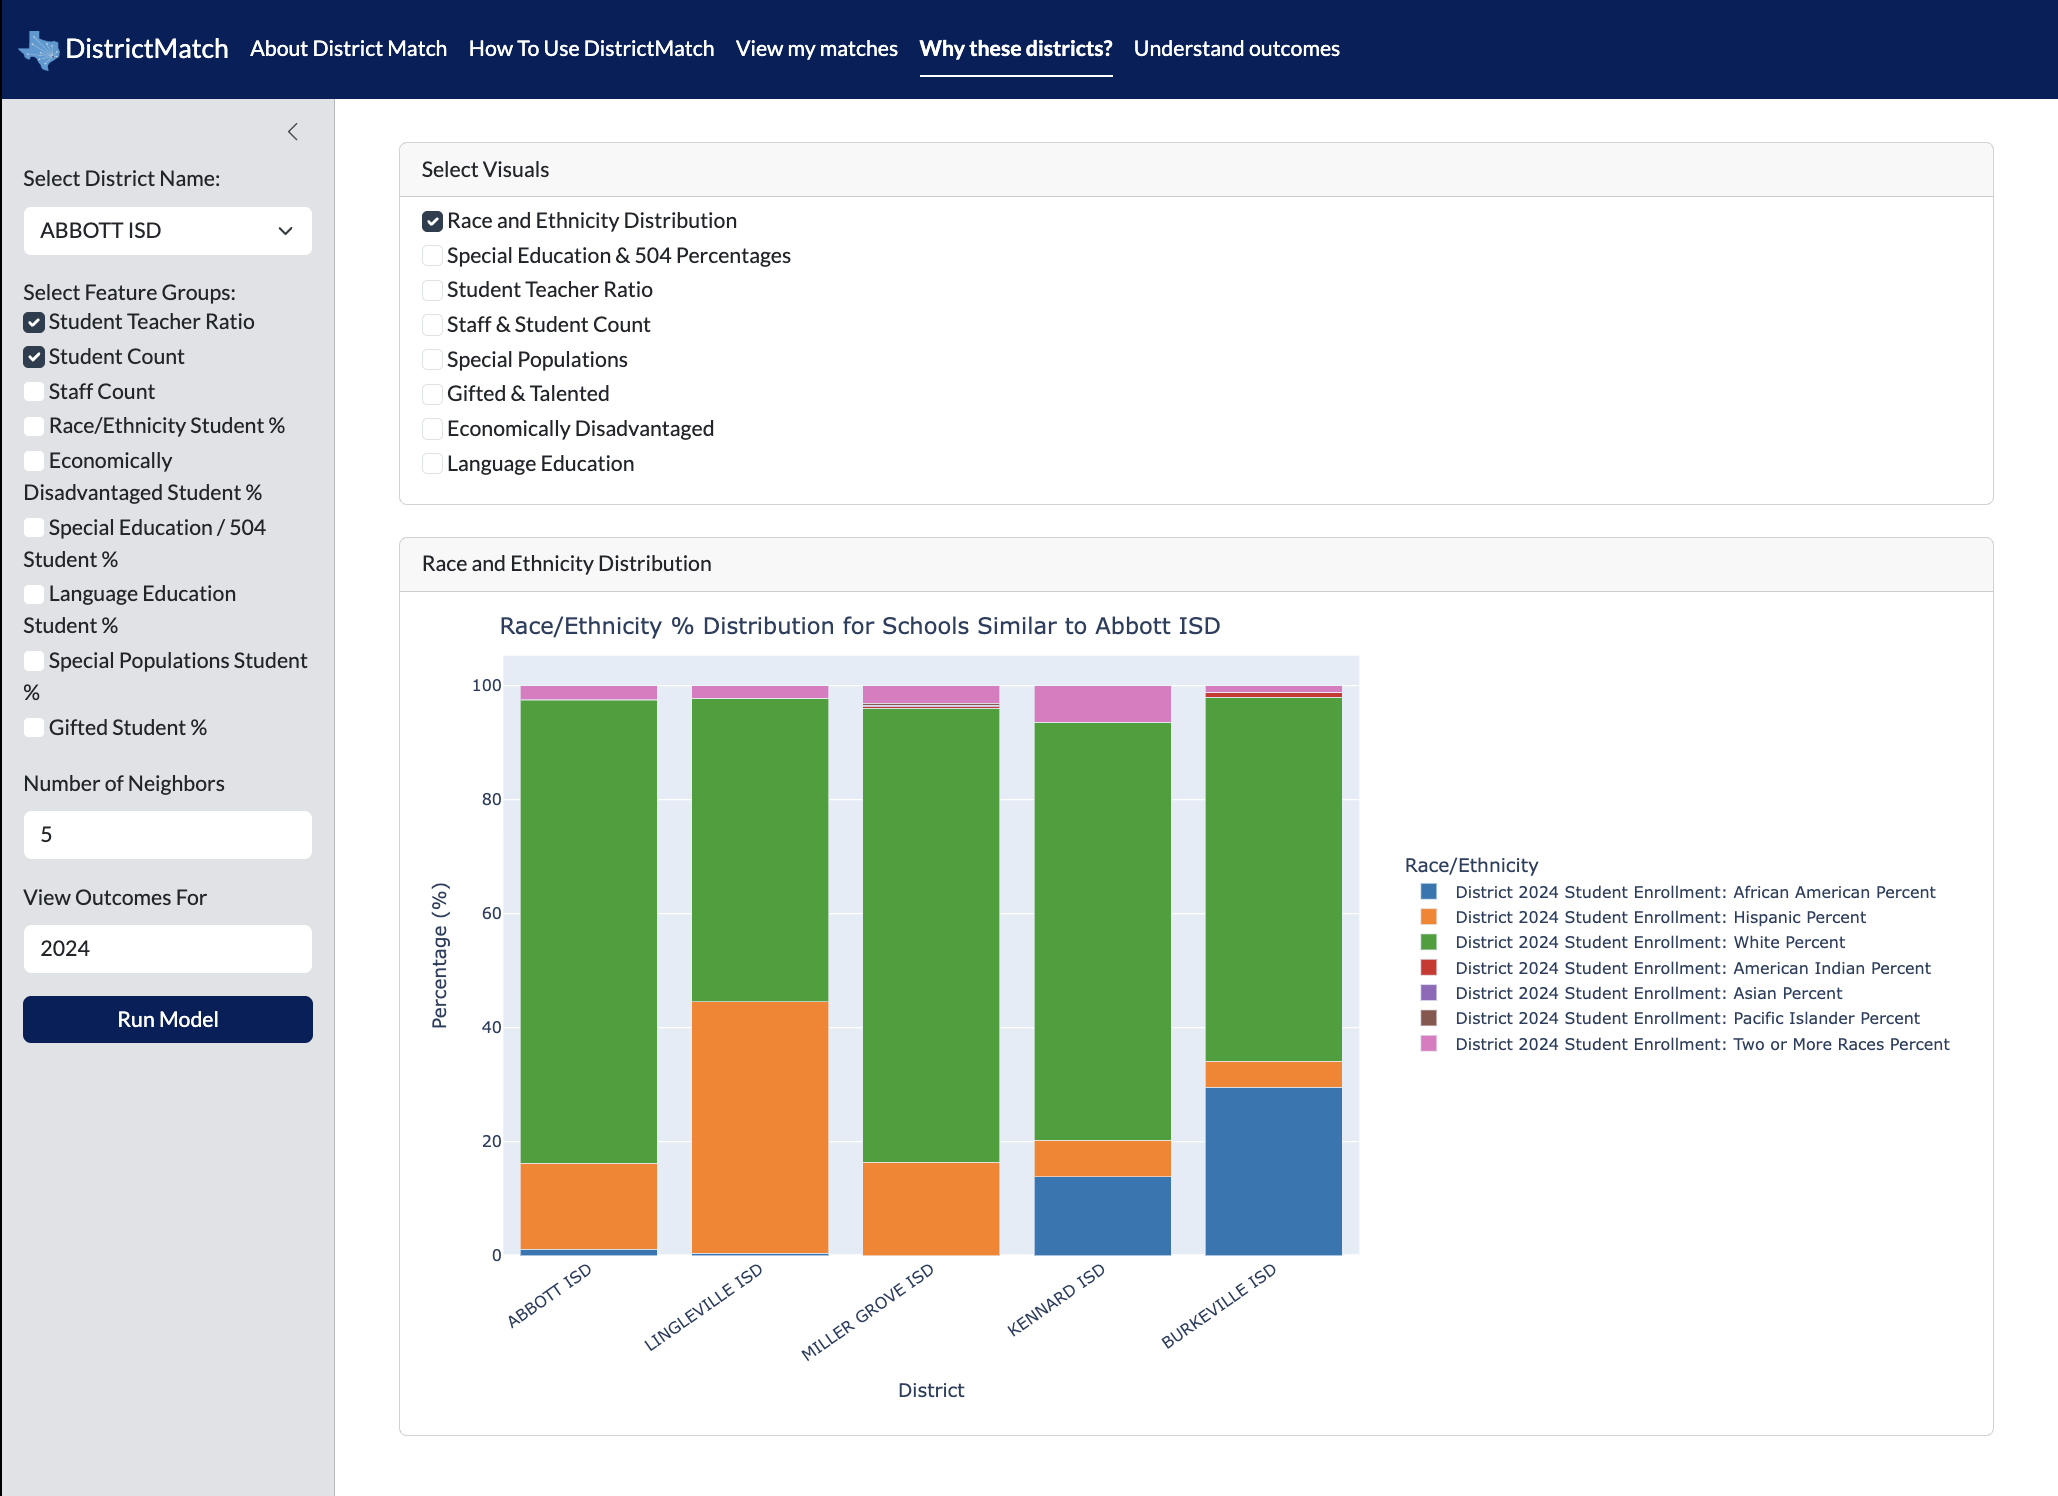 DistrictMatch About District Match How To Use DistrictMatch View my matches Why these districts? Understand outcomes
Select District Name:
ABBOTT ISD
Select Feature Groups:
Student Teacher Ratio
Student Count
Staff Count
Race/Ethnicity Student %
Economically
Disadvantaged Student %
Special Education / 504
Student %
Language Education
Student %
Special Populations Student
%
Gifted Student %
Number of Neighbors
5
View Outcomes For
2024
Run Model
Select Visuals
Race and Ethnicity Distribution
Special Education & 504 Percentages
Student Teacher Ratio
Staff & Student Count
Special Populations
Gifted & Talented
Economically Disadvantaged
Language Education
Race and Ethnicity Distribution
Race/Ethnicity % Distribution for Schools Similar to Abbott ISD
Percentage (%)
100
80
60
40
20
0
ABBOTT ISD
LINGLEVILLE ISD
MILLER GROVE ISD
KENNARD ISD
BURKEVILLE ISD
District
Race/Ethnicity
District 2024 Student Enrollment: African American Percent
District 2024 Student Enrollment: Hispanic Percent
District 2024 Student Enrollment: White Percent
District 2024 Student Enrollment: American Indian Percent
District 2024 Student Enrollment: Asian Percent
District 2024 Student Enrollment: Pacific Islander Percent
District 2024 Student Enrollment: Two or More Races Percent